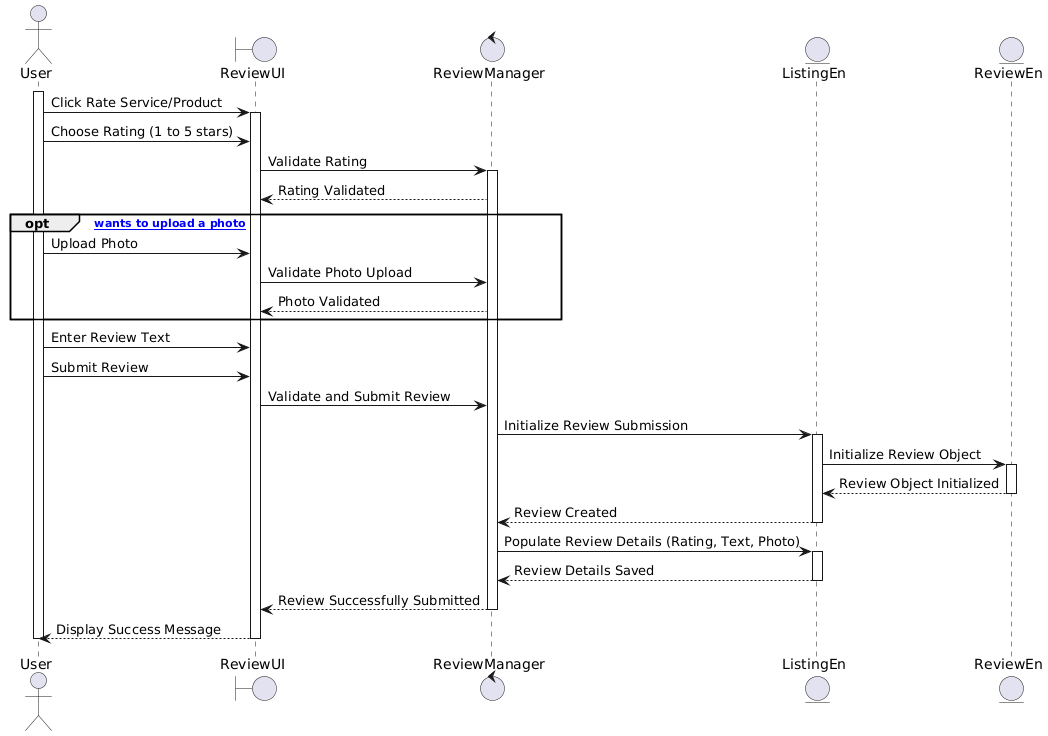 User
ReviewUI
ReviewManager
ListingEn
ReviewEn
Click Rate Service/Product
Choose Rating (1 to 5 stars)
Validate Rating
Rating Validated
opt
wants to upload a photo
Upload Photo
Validate Photo Upload
Photo Validated
Enter Review Text
Submit Review
Validate and Submit Review
Initialize Review Submission
Initialize Review Object
Review Object Initialized
Review Created
Populate Review Details (Rating, Text, Photo)
Review Details Saved
Review Successfully Submitted
Display Success Message
User
ReviewUI
ReviewManager
ListingEn
ReviewEn